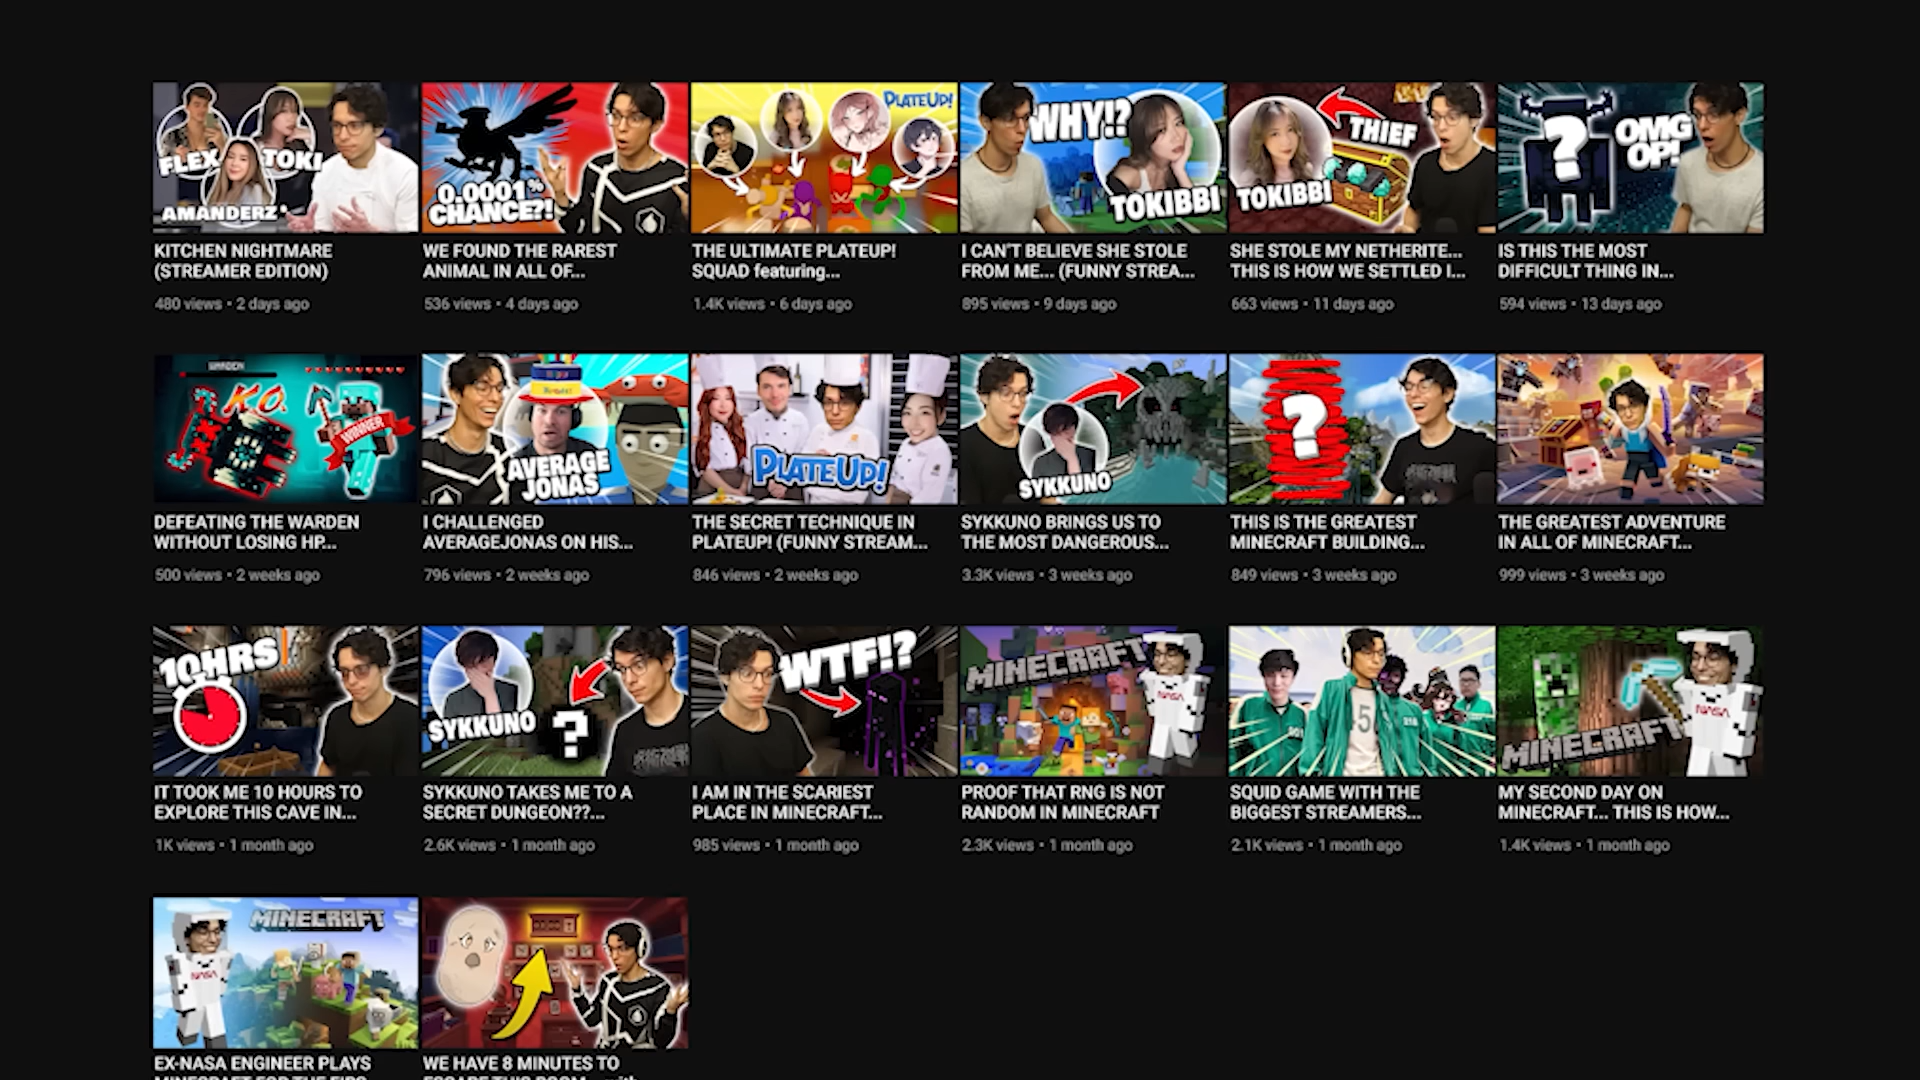 FLEX
TOKI
AMANDERZ
KITCHEN NIGHTMARE
(STREAMER EDITION)
480 views • 2 days ago
0.0001%
CHANCE?!
WE FOUND THE RAREST
ANIMAL IN ALL OF...
536 views • 4 days ago
PLATEUP!
THE ULTIMATE PLATEUP!
SQUAD featuring...
1.4K views • 6 days ago
WHY!?
TOKIBBI
I CAN'T BELIEVE SHE STOLE
FROM ME... (FUNNY STREA...
895 views • 9 days ago
THIEF
TOKIBBI
SHE STOLE MY NETHERITE...
THIS IS HOW WE SETTLED I...
663 views • 11 days ago
?
OMG
OP!
IS THIS THE MOST
DIFFICULT THING IN...
594 views • 13 days ago
WARDEN
K.O.
WINNER
DEFEATING THE WARDEN
WITHOUT LOSING HP...
500 views • 2 weeks ago
AVERAGE
JONAS
I CHALLENGED
AVERAGEJONAS ON HIS...
796 views • 2 weeks ago
PLATEUP!
THE SECRET TECHNIQUE IN
PLATEUP! (FUNNY STREAM...
846 views • 2 weeks ago
SYKKUNO
SYKKUNO BRINGS US TO
THE MOST DANGEROUS...
3.3K views • 3 weeks ago
?
THIS IS THE GREATEST
MINECRAFT BUILDING...
849 views • 3 weeks ago
THE GREATEST ADVENTURE
IN ALL OF MINECRAFT...
999 views • 3 weeks ago
10HRS
IT TOOK ME 10 HOURS TO
EXPLORE THIS CAVE IN...
1K views • 1 month ago
SYKKUNO
?
SYKKUNO TAKES ME TO A
SECRET DUNGEON??...
2.6K views • 1 month ago
WTF!?
I AM IN THE SCARIEST
PLACE IN MINECRAFT...
985 views • 1 month ago
MINECRAFT
NASA
PROOF THAT RNG IS NOT
RANDOM IN MINECRAFT
2.3K views • 1 month ago
SQUID GAME WITH THE
BIGGEST STREAMERS...
2.1K views • 1 month ago
MINECRAFT
NASA
MY SECOND DAY ON
MINECRAFT... THIS IS HOW...
1.4K views • 1 month ago
MINECRAFT
NASA
EX-NASA ENGINEER PLAYS
WE HAVE 8 MINUTES TO